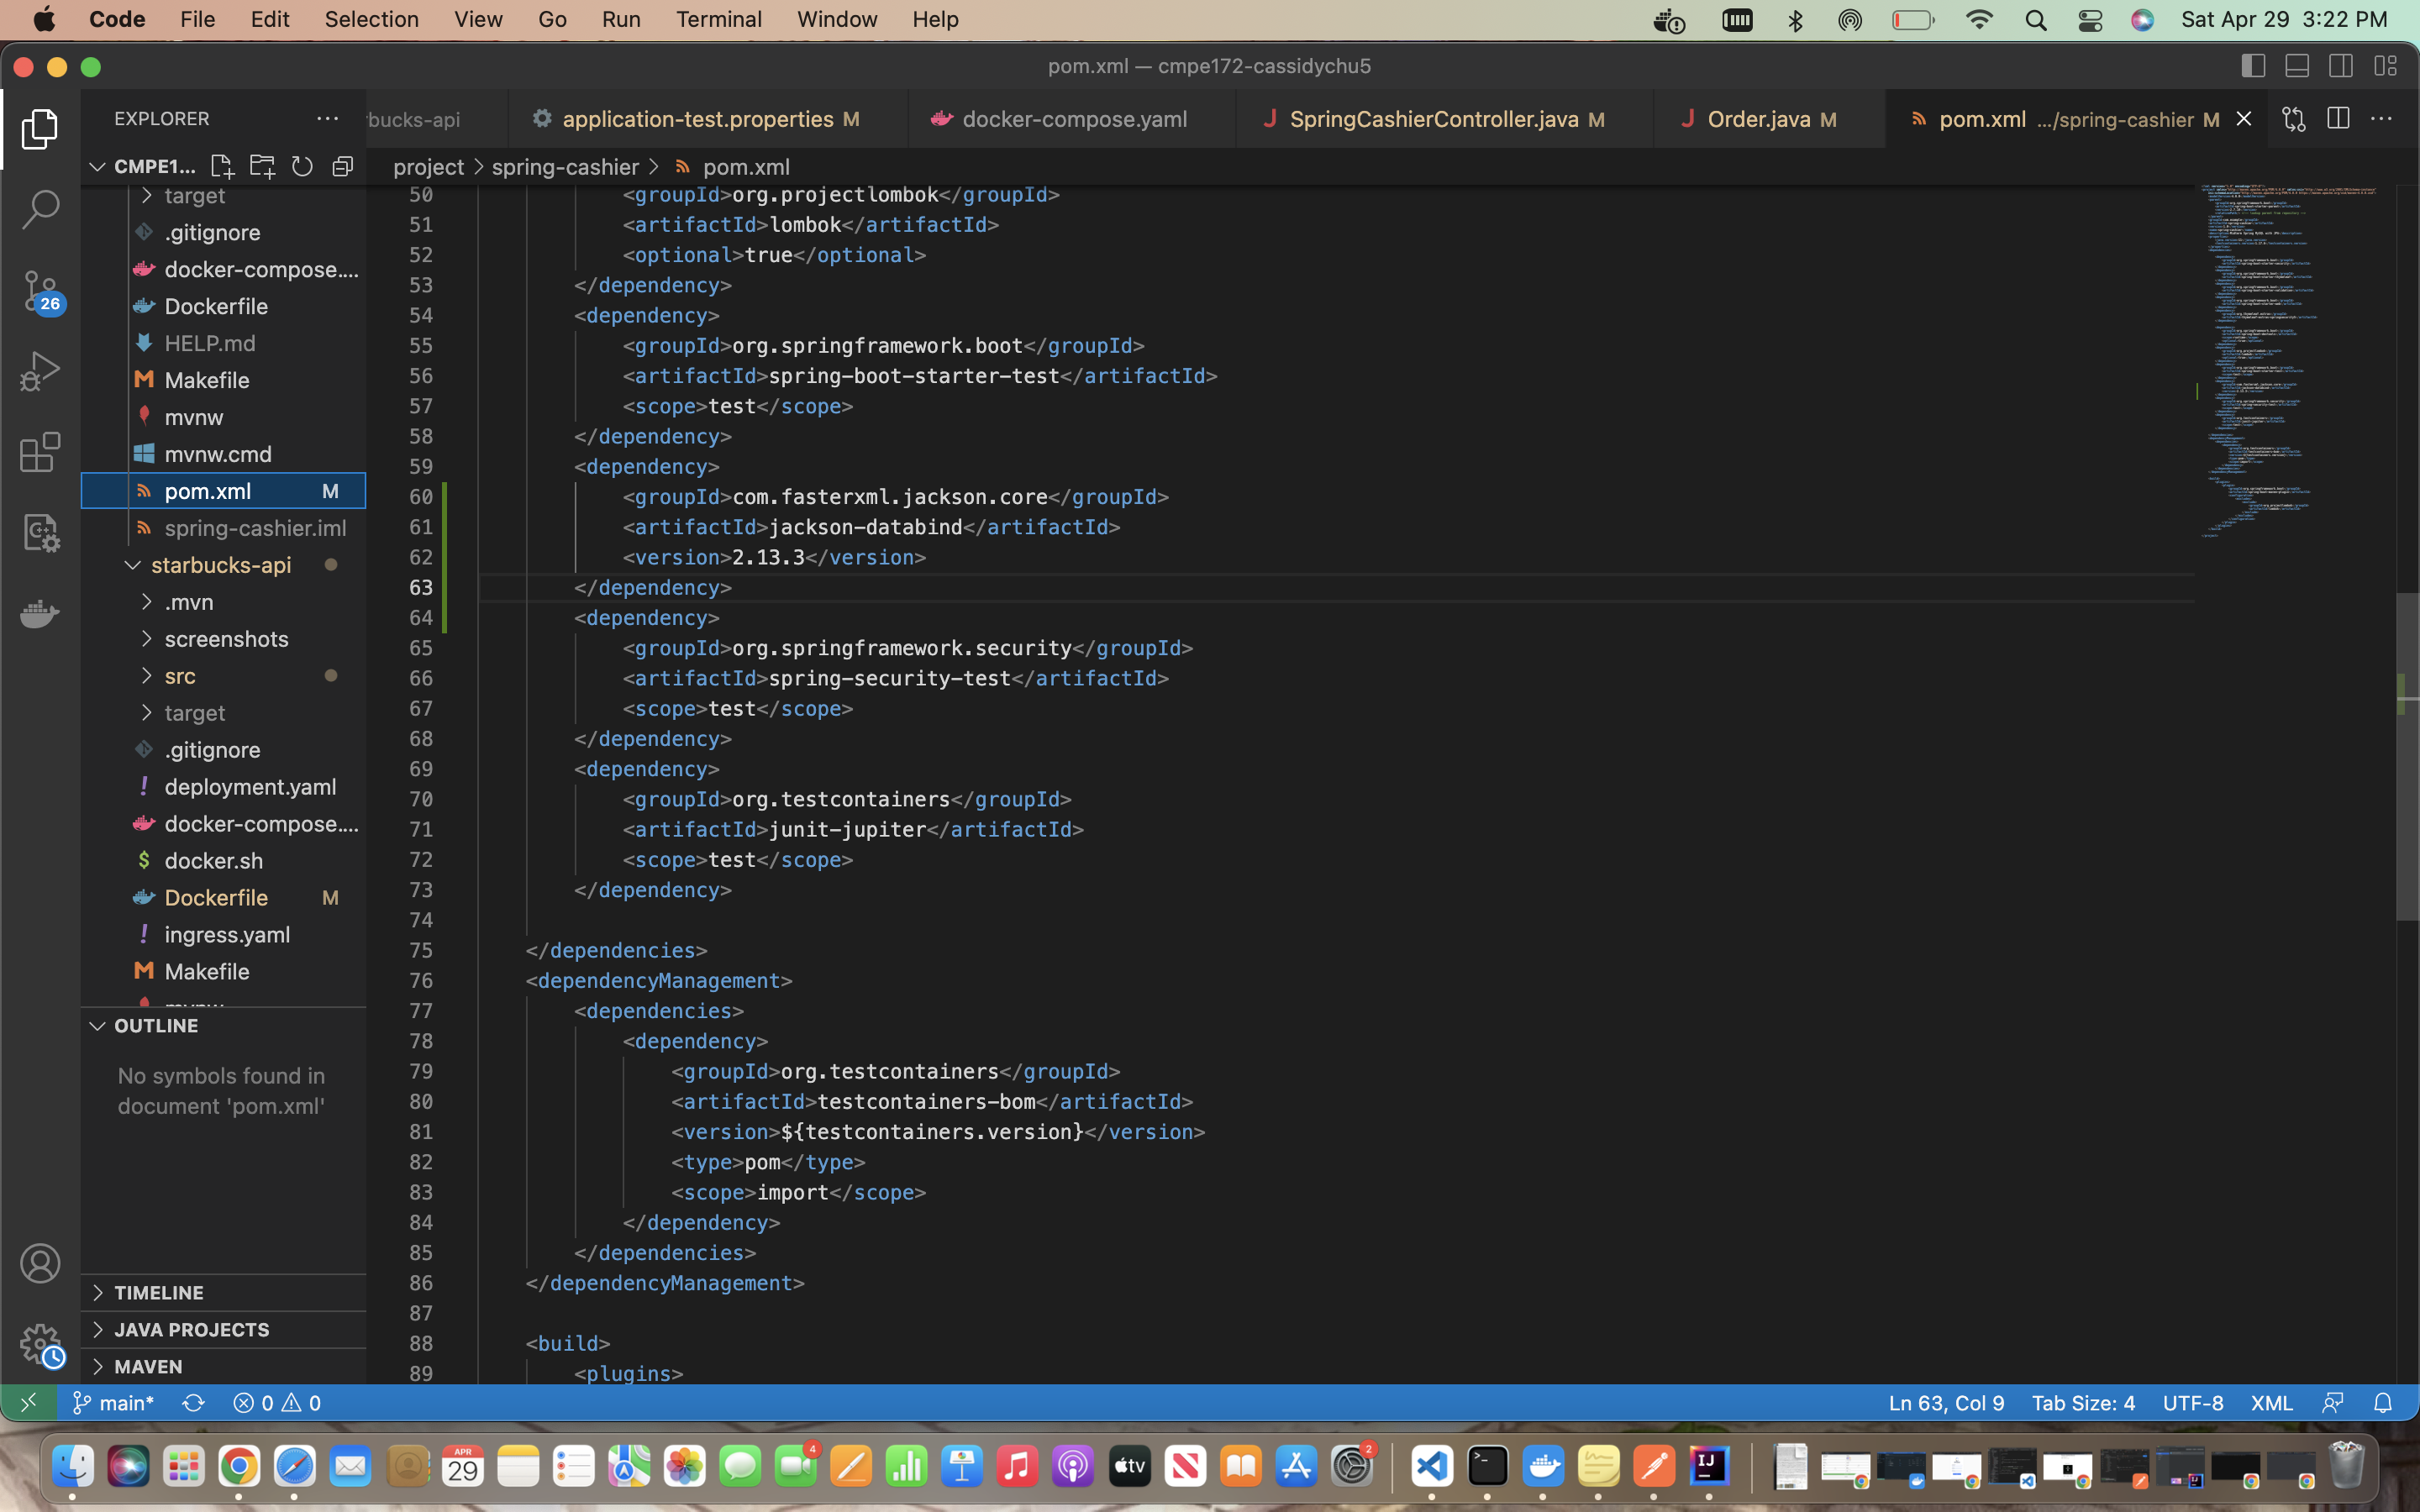 Code File Edit Selection View Go Run Terminal Window Help Sat Apr 29 3:22 PM
pom.xml — cmpe172-cassidychu5
EXPLORER
rbucks-api application-test.properties M docker-compose.yaml J SpringCashierController.java M J Order.java M pom.xml .../spring-cashier M
CMPE1...
project > spring-cashier > pom.xml
target
.gitignore
docker-compose....
Dockerfile
HELP.md
Makefile
mvnw
mvnw.cmd
pom.xml M
spring-cashier.iml
starbucks-api
.mvn
screenshots
src
target
.gitignore
! deployment.yaml
docker-compose....
$ docker.sh
Dockerfile M
! ingress.yaml
Makefile
mvnw
OUTLINE
No symbols found in
document 'pom.xml'
TIMELINE
JAVA PROJECTS
MAVEN
26
50 <groupId>org.projectlombok</groupId>
51 <artifactId>lombok</artifactId>
52 <optional>true</optional>
53 </dependency>
54 <dependency>
55 <groupId>org.springframework.boot</groupId>
56 <artifactId>spring-boot-starter-test</artifactId>
57 <scope>test</scope>
58 </dependency>
59 <dependency>
60 <groupId>com.fasterxml.jackson.core</groupId>
61 <artifactId>jackson-databind</artifactId>
62 <version>2.13.3</version>
63 </dependency>
64 <dependency>
65 <groupId>org.springframework.security</groupId>
66 <artifactId>spring-security-test</artifactId>
67 <scope>test</scope>
68 </dependency>
69 <dependency>
70 <groupId>org.testcontainers</groupId>
71 <artifactId>junit-jupiter</artifactId>
72 <scope>test</scope>
73 </dependency>
74
75 </dependencies>
76 <dependencyManagement>
77 <dependencies>
78 <dependency>
79 <groupId>org.testcontainers</groupId>
80 <artifactId>testcontainers-bom</artifactId>
81 <version>${testcontainers.version}</version>
82 <type>pom</type>
83 <scope>import</scope>
84 </dependency>
85 </dependencies>
86 </dependencyManagement>
87
88 <build>
89 <plugins>
main* 0 0 Ln 63, Col 9 Tab Size: 4 UTF-8 XML
APR 29 4 tv 2 IJ